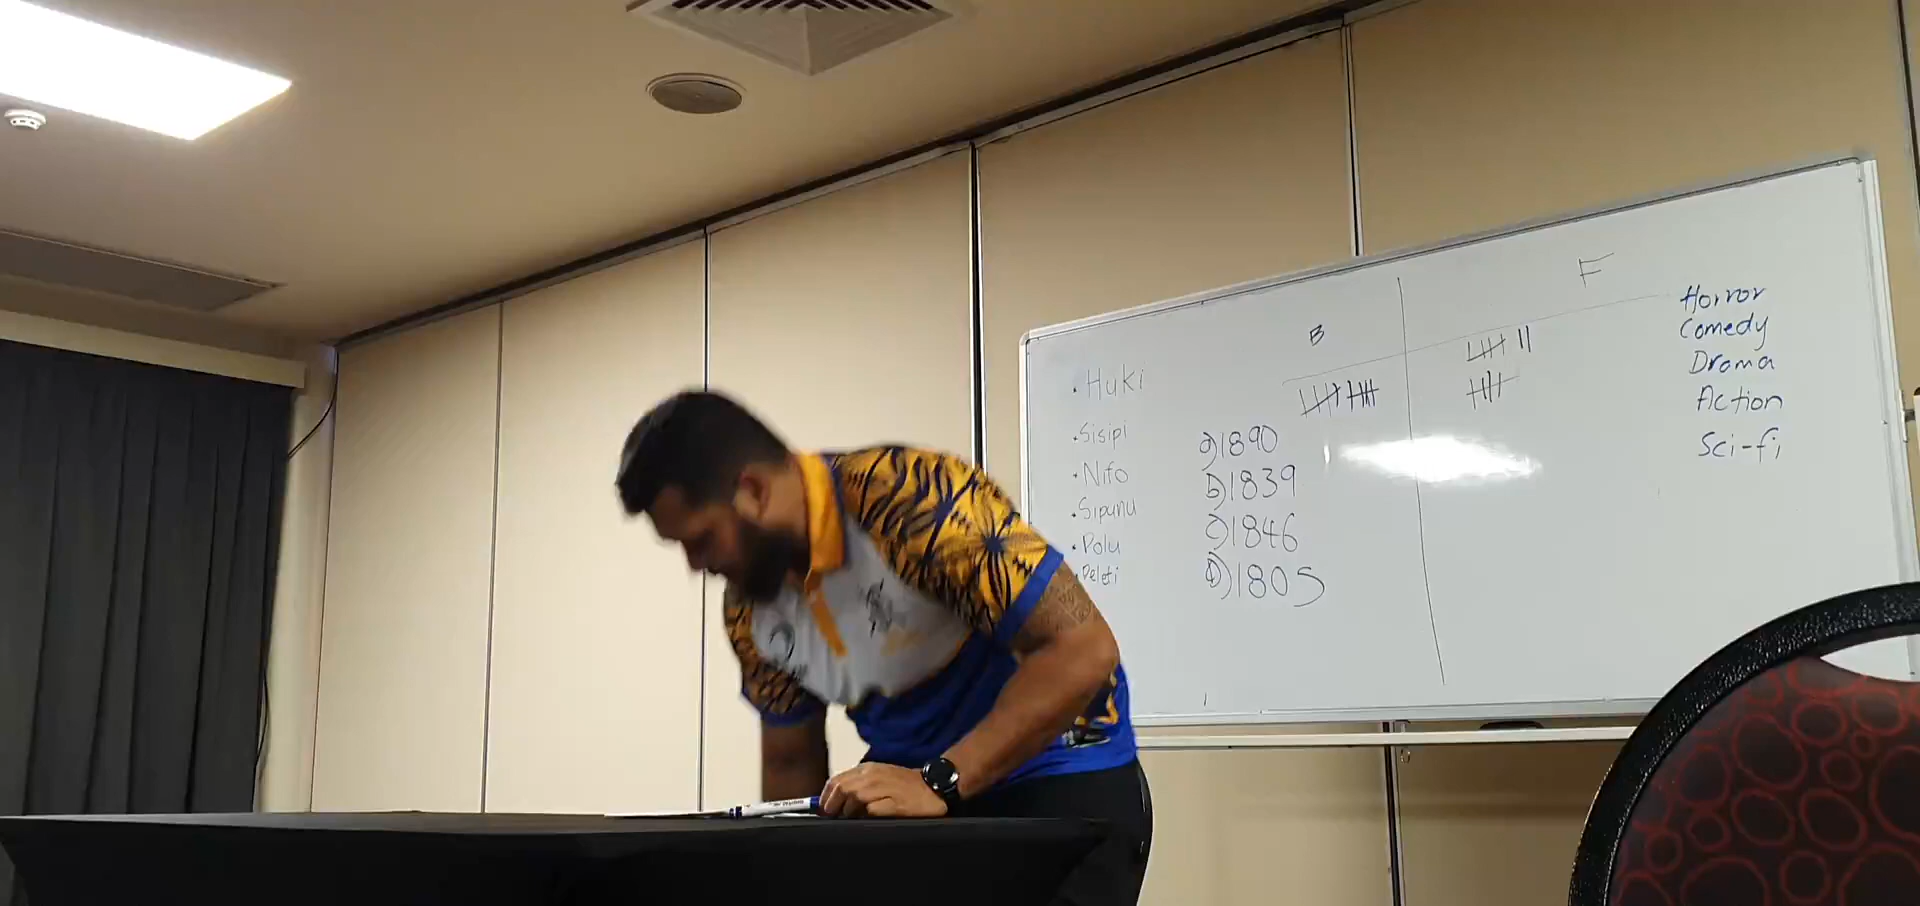 B
F
• Huki
• Sisipi
• Nifo
• Sipunu
• Polu
• Peleti
a) 1890
b) 1839
c) 1846
d) 1805
Horror
Comedy
Drama
Action
Sci-fi